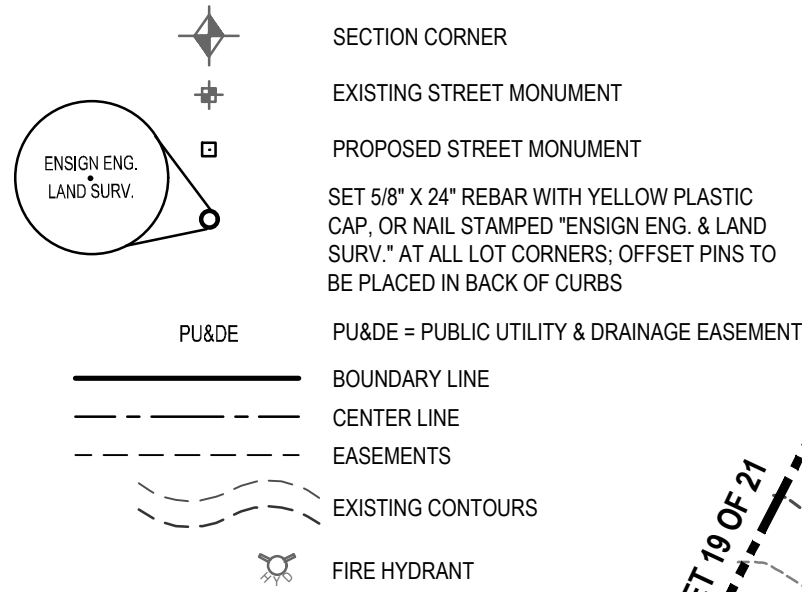 SECTION CORNER
EXISTING STREET MONUMENT
PROPOSED STREET MONUMENT
ENSIGN ENG.
LAND SURV.
SET 5/8" X 24" REBAR WITH YELLOW PLASTIC
CAP, OR NAIL STAMPED "ENSIGN ENG. & LAND
SURV." AT ALL LOT CORNERS; OFFSET PINS TO
BE PLACED IN BACK OF CURBS
PU&DE
PU&DE = PUBLIC UTILITY & DRAINAGE EASEMENT
BOUNDARY LINE
CENTER LINE
EASEMENTS
EXISTING CONTOURS
HYD
FIRE HYDRANT
19 OF 21